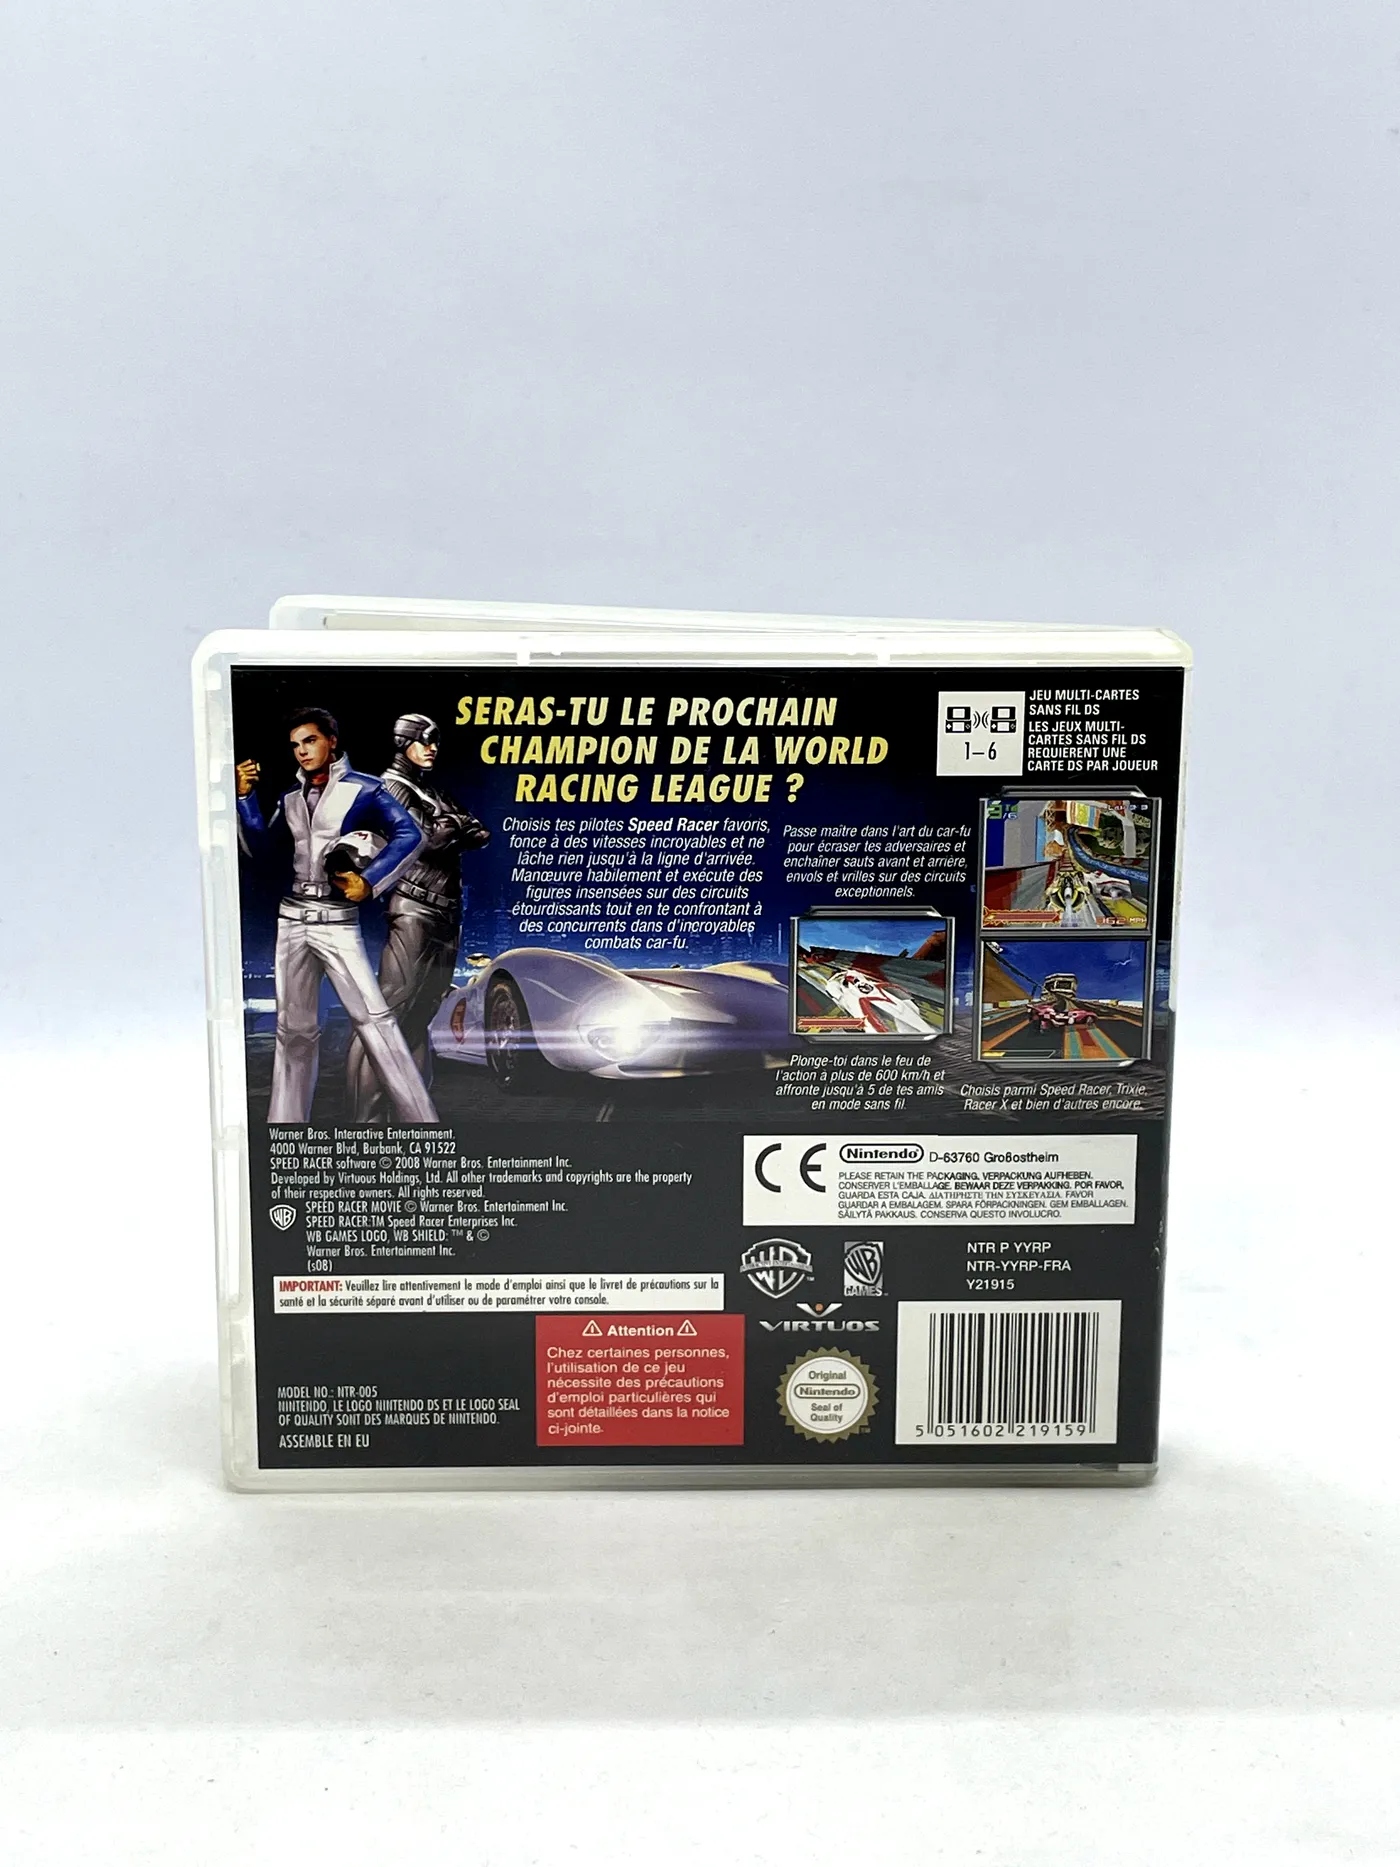 SERAS-TU LE PROCHAIN
CHAMPION DE LA WORLD
RACING LEAGUE ?
Choisis tes pilotes Speed Racer favoris,
fonce à des vitesses incroyables et ne
lâche rien jusqu'à la ligne d'arrivée.
Manœuvre habilement et exécute des
figures insensées sur des circuits
étourdissants tout en te confrontant à
des concurrents dans d'incroyables
combats car-fu.
1–6
JEU MULTI-CARTES
SANS FIL DS
LES JEUX MULTI-
CARTES SANS FIL DS
REQUIERENT UNE
CARTE DS PAR JOUEUR
Passe maître dans l'art du car-fu
pour écraser tes adversaires et
enchaîner sauts avant et arrière,
envols et vrilles sur des circuits
exceptionnels.
Plonge-toi dans le feu de
l'action à plus de 600 km/h et
affronte jusqu'à 5 de tes amis
en mode sans fil.
Choisis parmi Speed Racer, Trixie,
Racer X et bien d'autres encore.
Warner Bros. Interactive Entertainment.
4000 Warner Blvd, Burbank, CA 91522
SPEED RACER software © 2008 Warner Bros. Entertainment Inc.
Developed by Virtuous Holdings, Ltd. All other trademarks and copyrights are the property
of their respective owners. All rights reserved.
SPEED RACER MOVIE © Warner Bros. Entertainment Inc.
SPEED RACER:TM Speed Racer Enterprises Inc.
WB GAMES LOGO, WB SHIELD: ™ & ©
Warner Bros. Entertainment Inc.
(s08)
IMPORTANT: Veuillez lire attentivement le mode d'emploi ainsi que le livret de précautions sur la
santé et la sécurité séparé avant d'utiliser ou de paramétrer votre console.
CE
Nintendo D-63760 Großostheim
PLEASE RETAIN THE PACKAGING. VERPACKUNG AUFHEBEN.
CONSERVER L'EMBALLAGE. BEWAAR DEZE VERPAKKING. POR FAVOR,
GUARDA ESTA CAJA. ΔΙΑΤΗΡΗΣΤΕ ΤΗΝ ΣΥΣΚΕΥΑΣΙΑ. FAVOR
GUARDAR A EMBALAGEM. SPARA FÖRPACKNINGEN. GEM EMBALLAGEN.
SÄILYTÄ PAKKAUS. CONSERVA QUESTO INVOLUCRO.
WB GAMES
NTR P YYRP
NTR-YYRP-FRA
Y21915
VIRTUOS
Attention
Chez certaines personnes,
l'utilisation de ce jeu
nécessite des précautions
d'emploi particulières qui
sont détaillées dans la notice
ci-jointe.
MODEL NO.: NTR-005
NINTENDO, LE LOGO NINTENDO DS ET LE LOGO SEAL
OF QUALITY SONT DES MARQUES DE NINTENDO.
ASSEMBLE EN EU
Original
Nintendo
Seal of
Quality
5 051602 219159